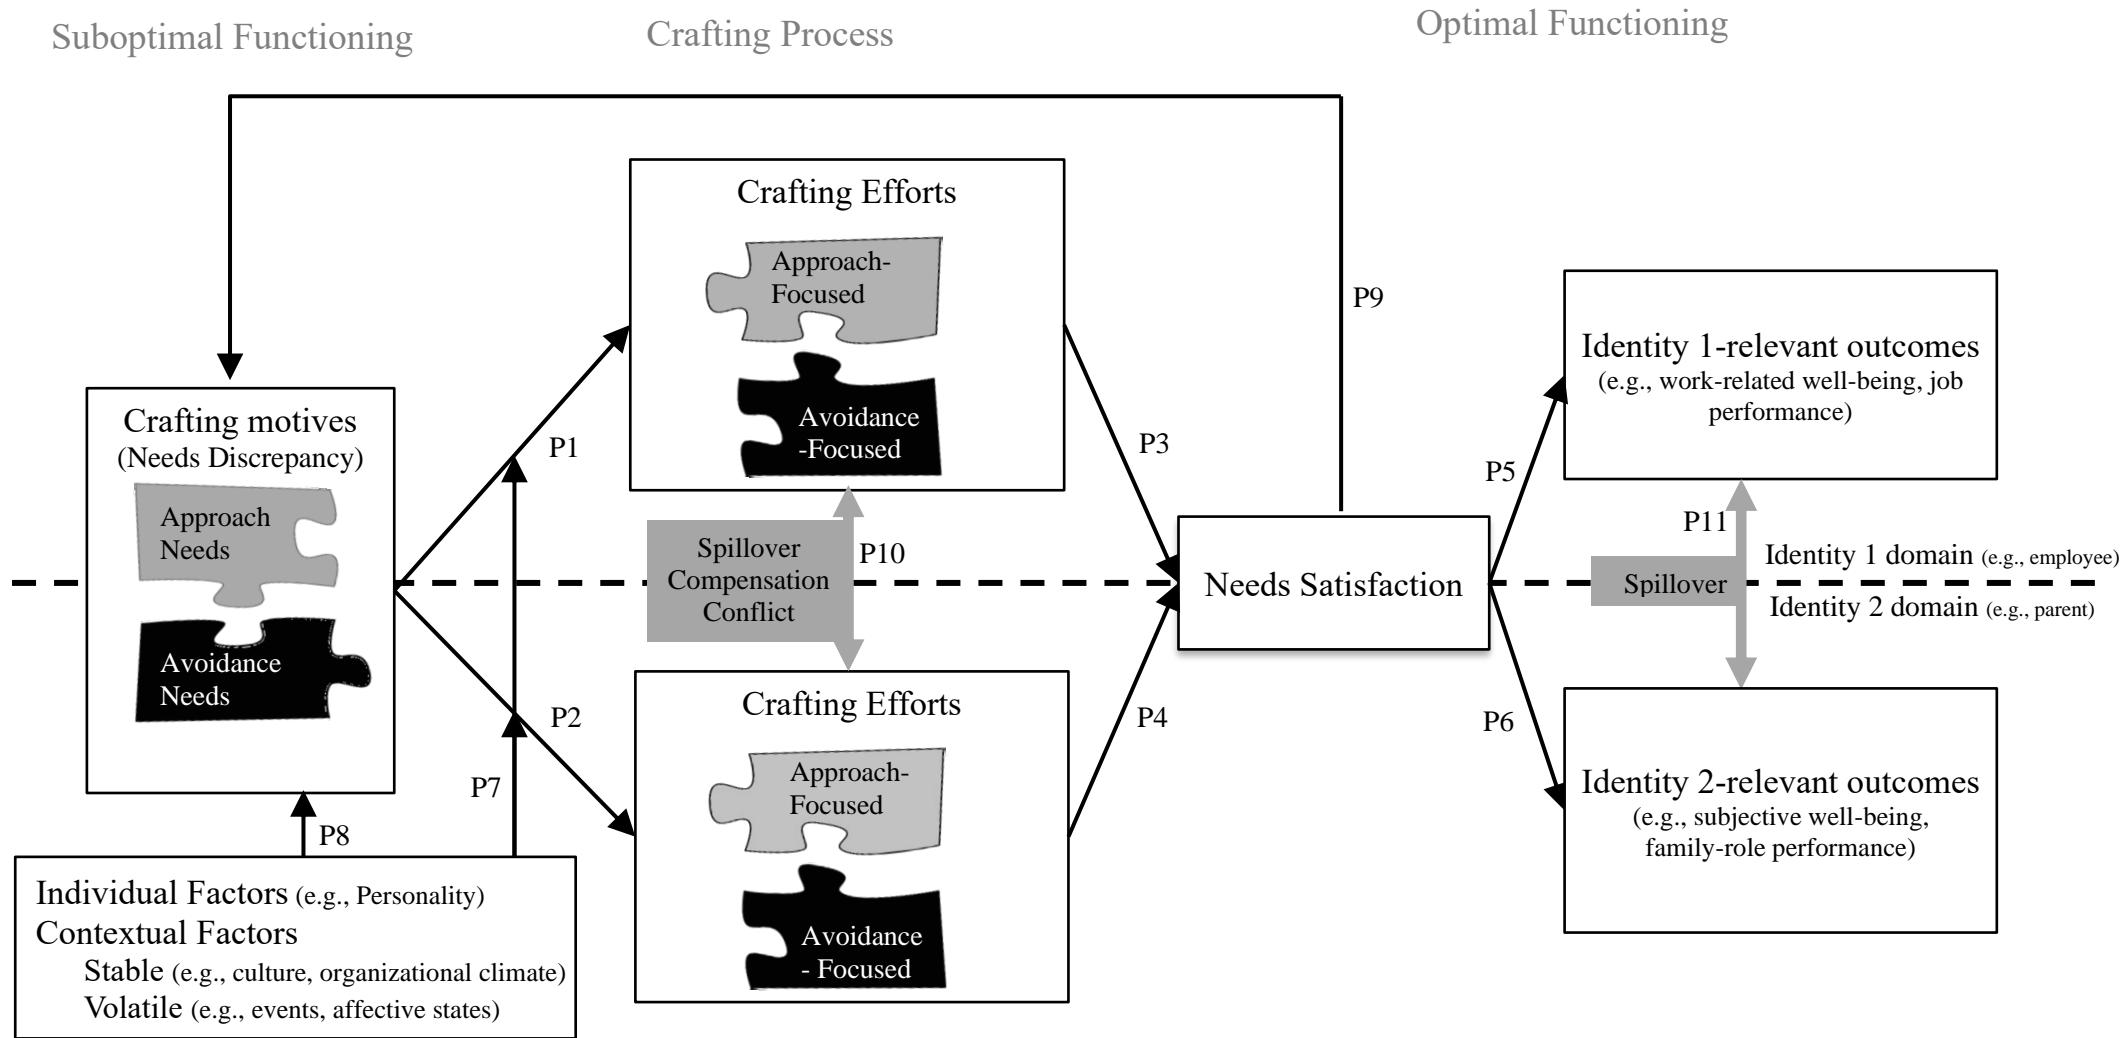 Suboptimal Functioning
Crafting Process
Optimal Functioning
Crafting motives
(Needs Discrepancy)
Approach
Needs
Avoidance
Needs
P8
Individual Factors (e.g., Personality)
Contextual Factors
Stable (e.g., culture, organizational climate)
Volatile (e.g., events, affective states)
P1
P2
P7
Crafting Efforts
Approach-
Focused
Avoidance
-Focused
Spillover
Compensation
Conflict
P10
Crafting Efforts
Approach-
Focused
Avoidance
- Focused
P3
P4
P9
Needs Satisfaction
P5
P6
Identity 1-relevant outcomes
(e.g., work-related well-being, job
performance)
P11
Spillover
Identity 1 domain (e.g., employee)
Identity 2 domain (e.g., parent)
Identity 2-relevant outcomes
(e.g., subjective well-being,
family-role performance)